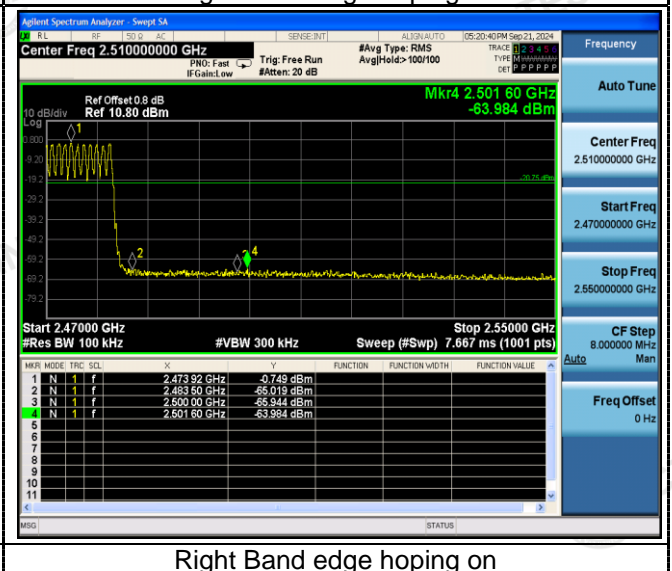 Agilent Spectrum Analyzer - Swept SA
RL RF 50 Ω AC SENSE:INT ALIGN AUTO 05:20:40 PM Sep 21, 2024
Center Freq 2.510000000 GHz
PNO: Fast
IFGain:Low
Trig: Free Run
#Atten: 20 dB
#Avg Type: RMS
Avg|Hold:>100/100
TRACE 1 2 3 4 5 6
TYPE M
DET P P P P P P
Ref Offset 0.8 dB
Ref 10.80 dBm
10 dB/div
Log
Mkr4 2.501 60 GHz
-63.984 dBm
0.800
-9.20
-19.2
-29.2
-39.2
-49.2
-59.2
-69.2
-79.2
1
2
4
-20.75 dBm
Start 2.47000 GHz
Stop 2.55000 GHz
#Res BW 100 kHz
#VBW 300 kHz
Sweep (#Swp) 7.667 ms (1001 pts)
MKR MODE TRC SCL X Y FUNCTION FUNCTION WIDTH FUNCTION VALUE
1 N 1 f 2.473 92 GHz -0.749 dBm
2 N 1 f 2.483 50 GHz -65.019 dBm
3 N 1 f 2.500 00 GHz -65.944 dBm
4 N 1 f 2.501 60 GHz -63.984 dBm
5
6
7
8
9
10
11
MSG STATUS
Frequency
Auto Tune
Center Freq
2.510000000 GHz
Start Freq
2.470000000 GHz
Stop Freq
2.550000000 GHz
CF Step
8.000000 MHz
Auto Man
Freq Offset
0 Hz
Right Band edge hoping on